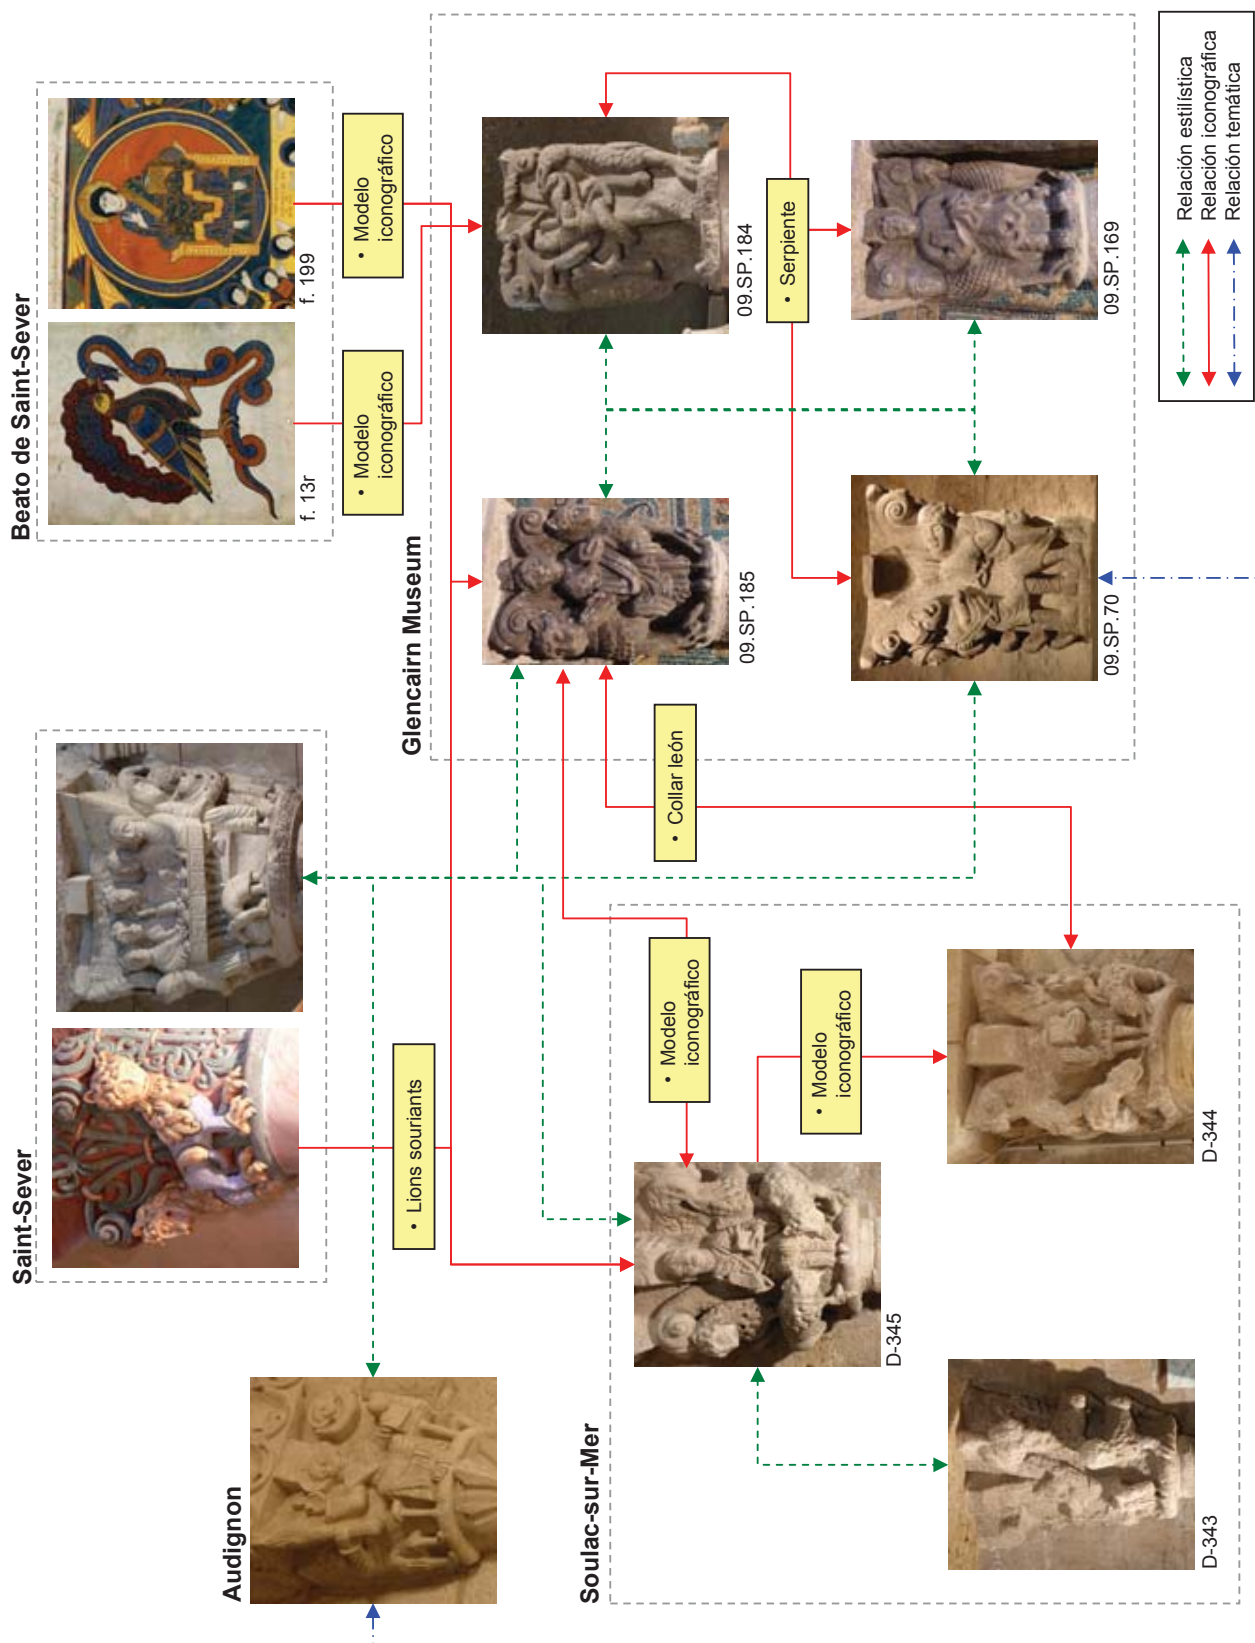 Audignon
Saint-Sever
Beato de Saint-Sever
f. 13r
f. 199
• Lions souriants
• Modelo
iconográfico
• Modelo
iconográfico
Glencairn Museum
09.SP.185
09.SP.184
• Collar león
• Serpiente
09.SP.70
09.SP.169
Soulac-sur-Mer
D-345
• Modelo
iconográfico
• Modelo
iconográfico
D-343
D-344
Relación estilística
Relación iconográfica
Relación temática